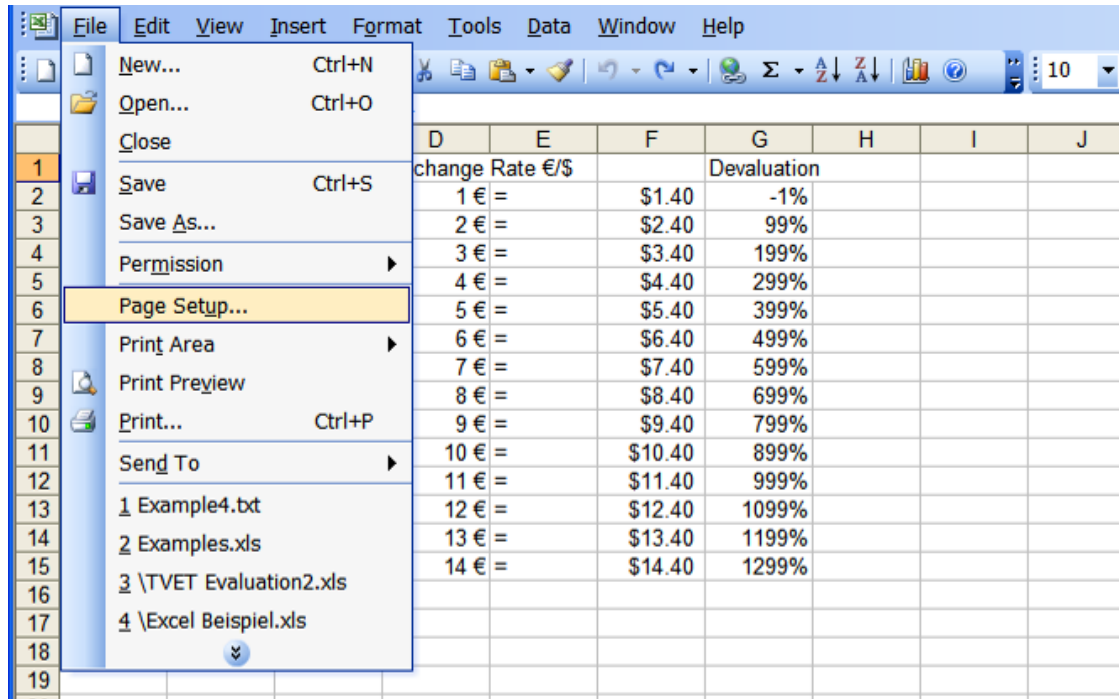 File Edit View Insert Format Tools Data Window Help
10
New... Ctrl+N
Open... Ctrl+O
Close
Save Ctrl+S
Save As...
Permission
Page Setup...
Print Area
Print Preview
Print... Ctrl+P
Send To
1 Example4.txt
2 Examples.xls
3 \TVET Evaluation2.xls
4 \Excel Beispiel.xls
D E F G H I J
1 change Rate €/$ Devaluation
2 1 € = $1.40 -1%
3 2 € = $2.40 99%
4 3 € = $3.40 199%
5 4 € = $4.40 299%
6 5 € = $5.40 399%
7 6 € = $6.40 499%
8 7 € = $7.40 599%
9 8 € = $8.40 699%
10 9 € = $9.40 799%
11 10 € = $10.40 899%
12 11 € = $11.40 999%
13 12 € = $12.40 1099%
14 13 € = $13.40 1199%
15 14 € = $14.40 1299%
16
17
18
19